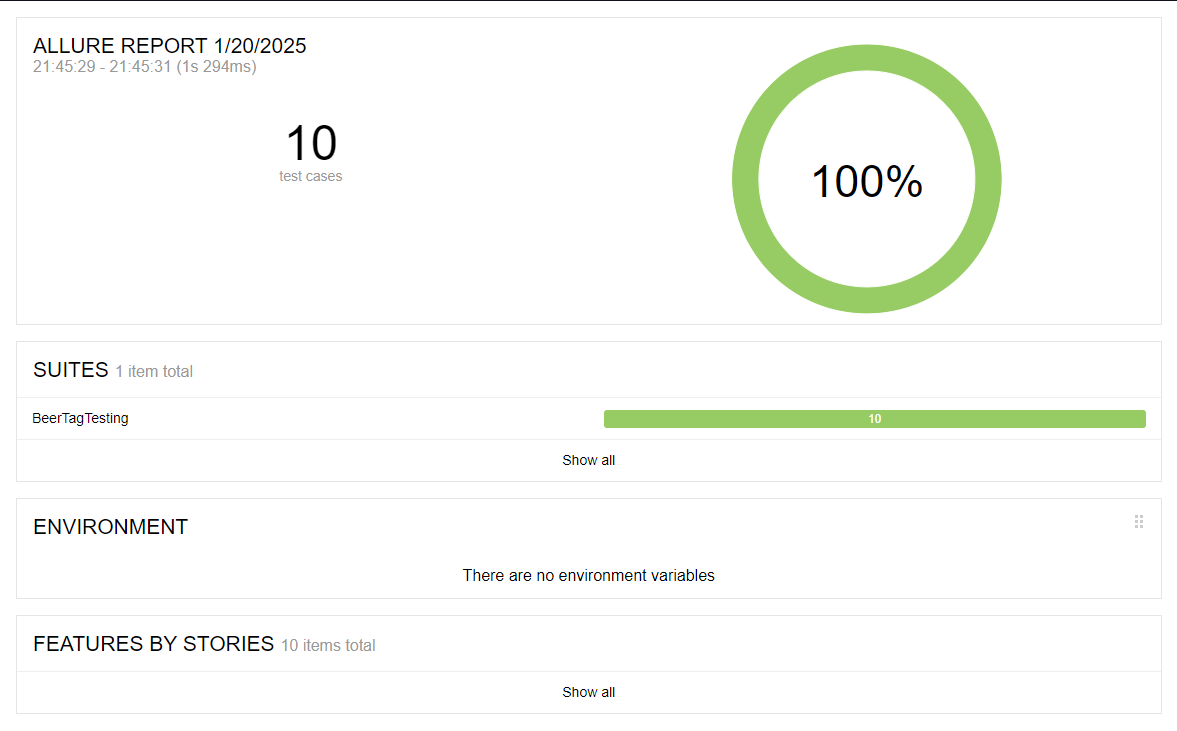 ALLURE REPORT 1/20/2025
21:45:29 - 21:45:31 (1s 294ms)
10
test cases
100%
SUITES 1 item total
BeerTagTesting 10
Show all
ENVIRONMENT
There are no environment variables
FEATURES BY STORIES 10 items total
Show all